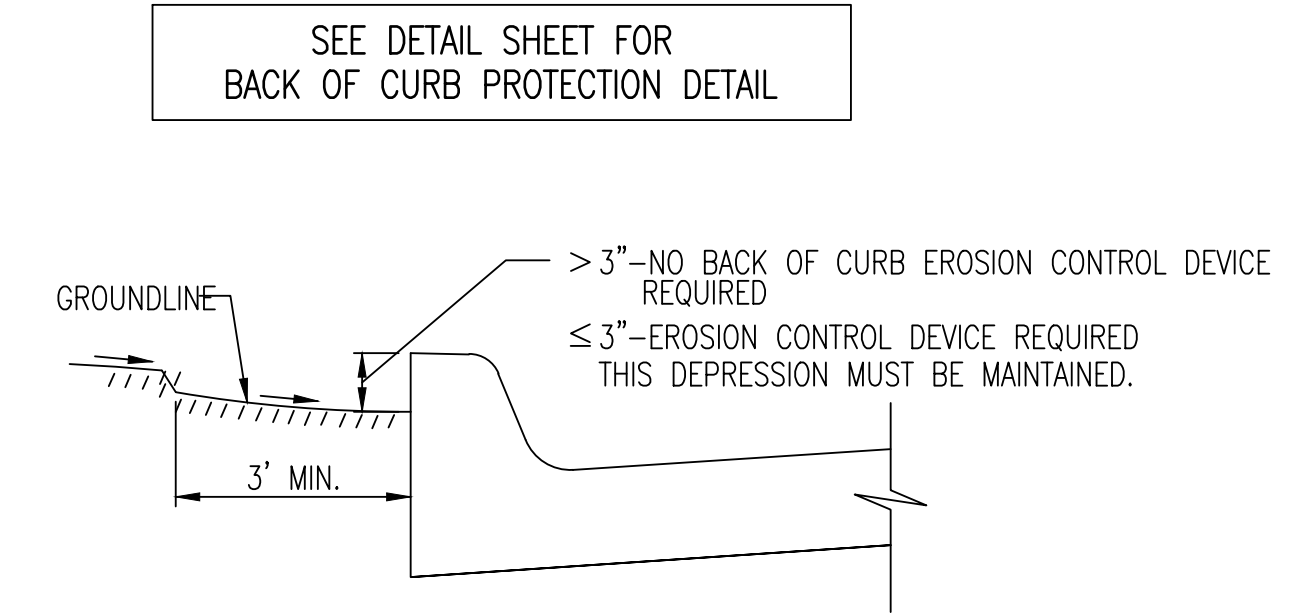 SEE DETAIL SHEET FOR
BACK OF CURB PROTECTION DETAIL
>3"-NO BACK OF CURB EROSION CONTROL DEVICE
REQUIRED
GROUNDLINE
≤3"-EROSION CONTROL DEVICE REQUIRED
THIS DEPRESSION MUST BE MAINTAINED.
3' MIN.